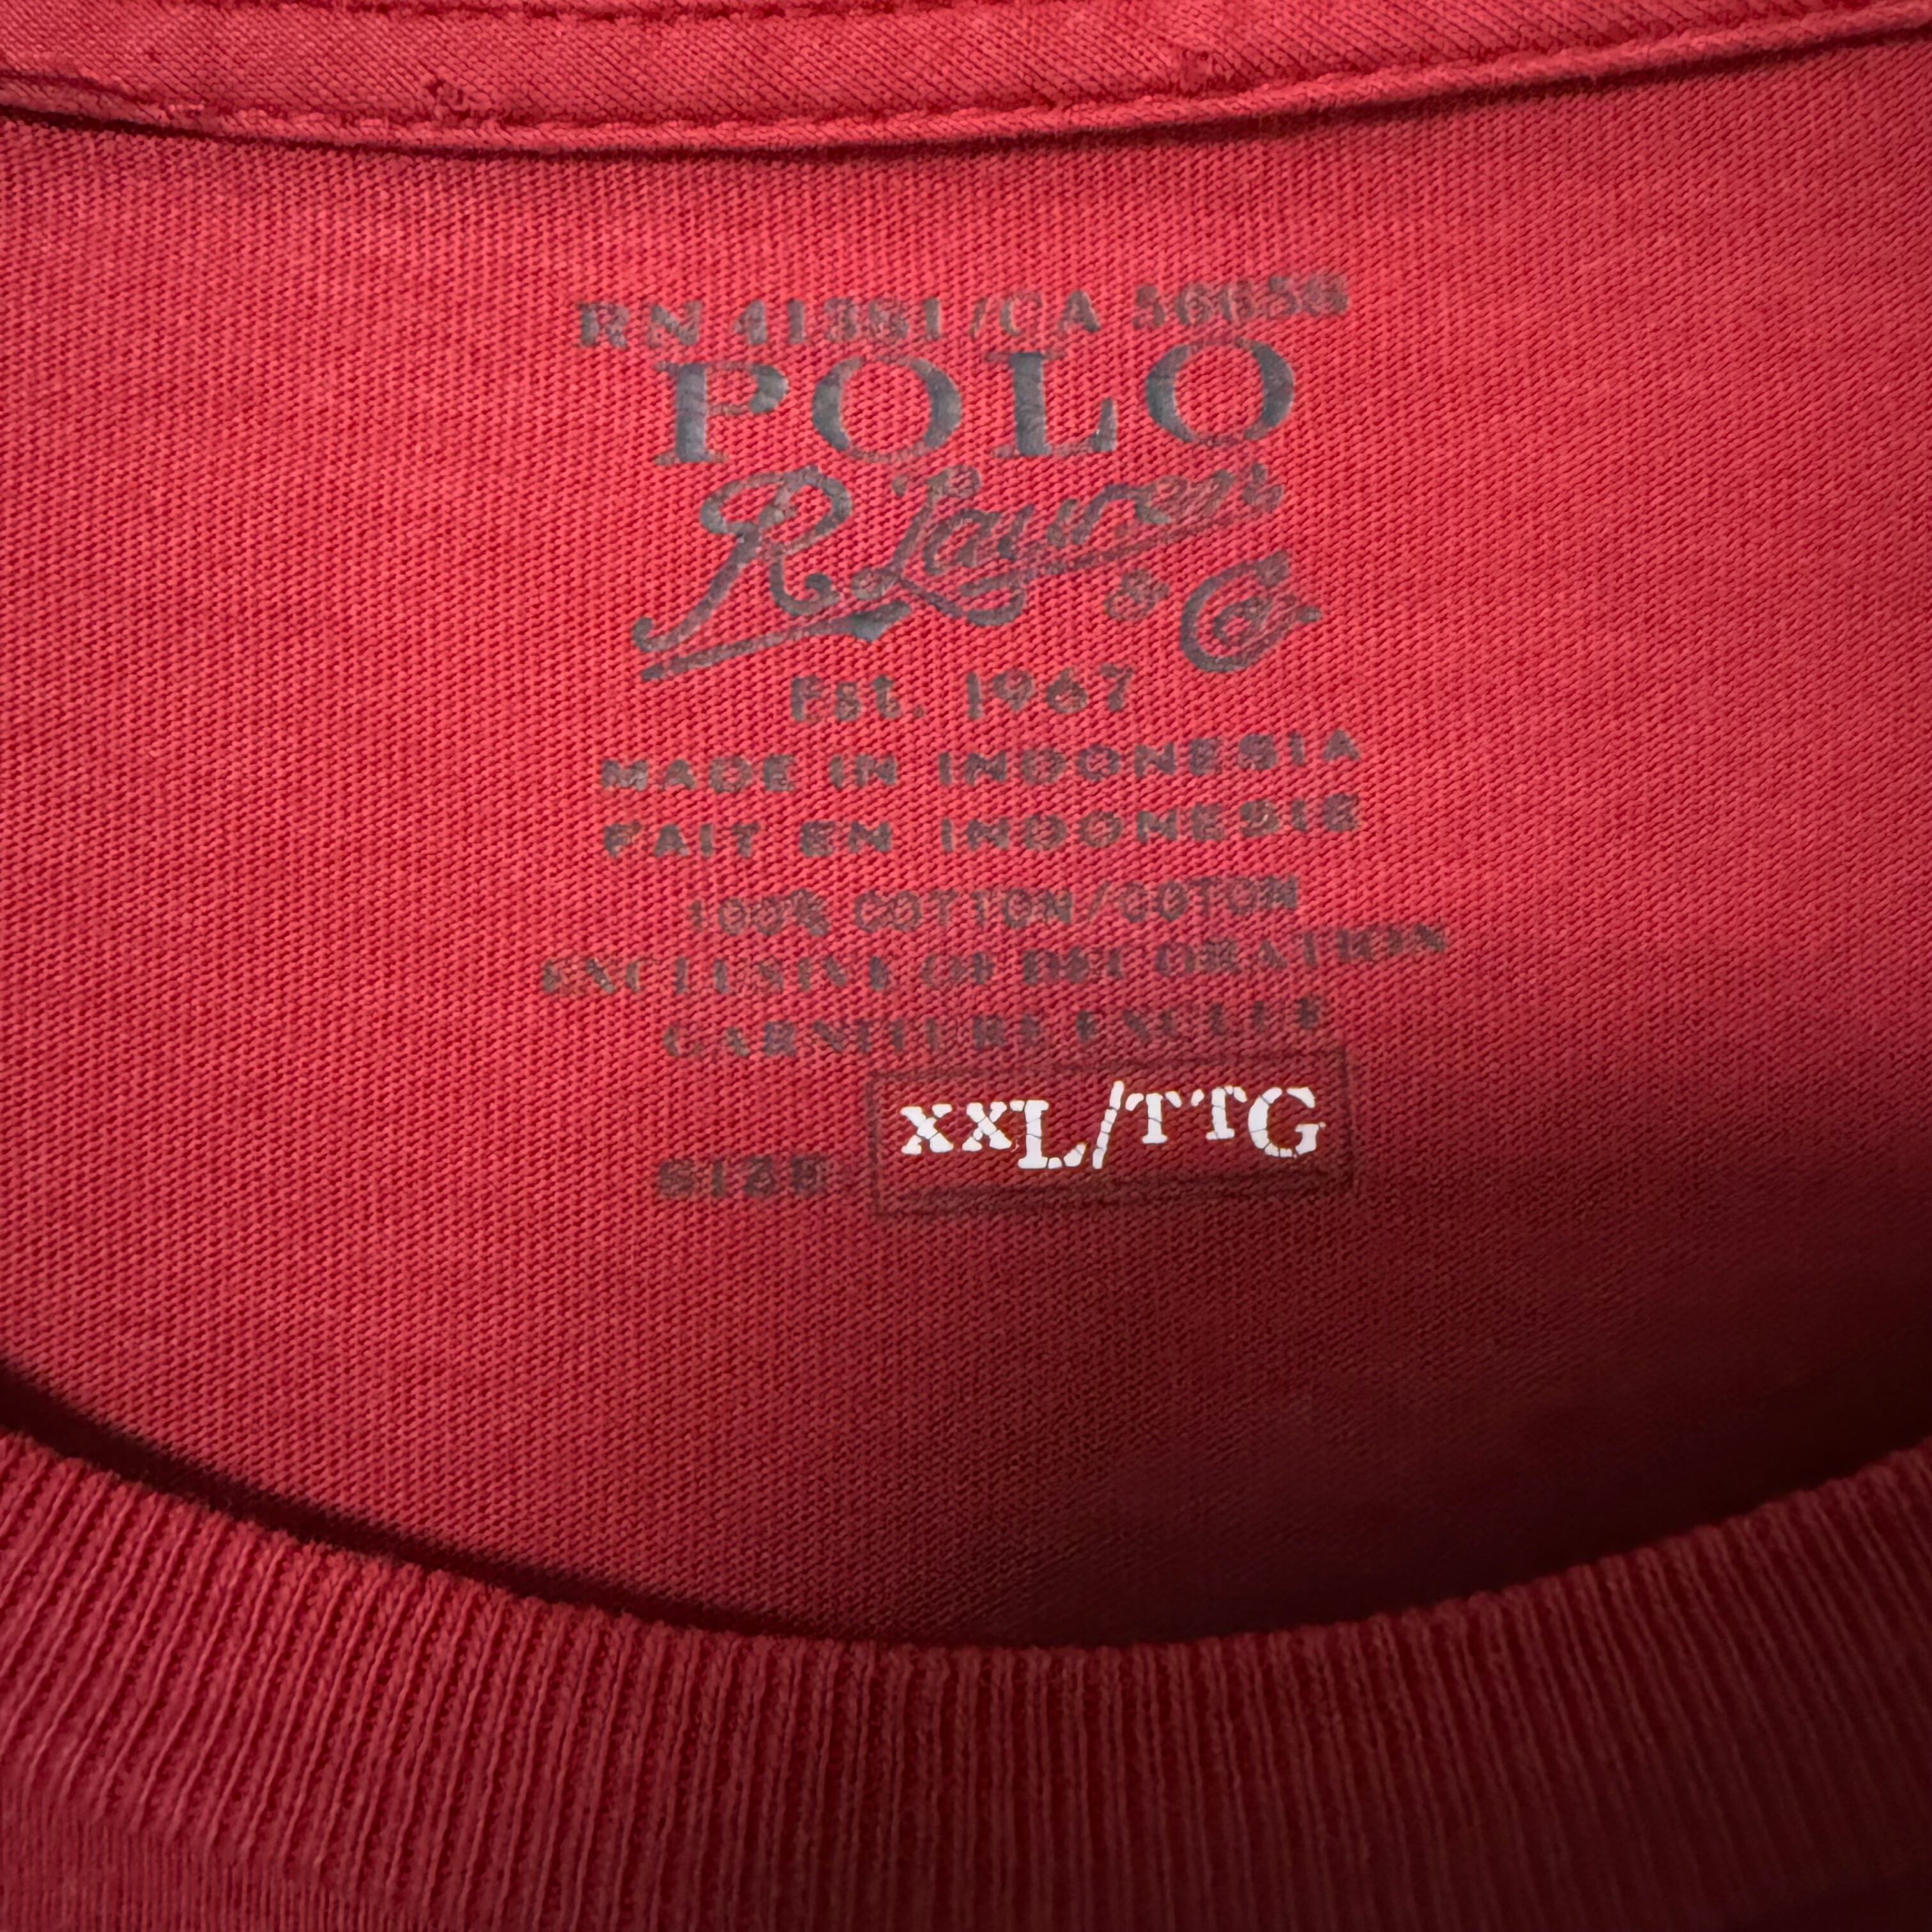 RN 41381/CA 56656
POLO
R. Lauren
& Co.
Est. 1967
MADE IN INDONESIA
FAIT EN INDONESIE
100% COTTON/COTON
EXCLUSIVE OF DECORATION
GARNITURE EXCLUE
SIZE XXL/TTG